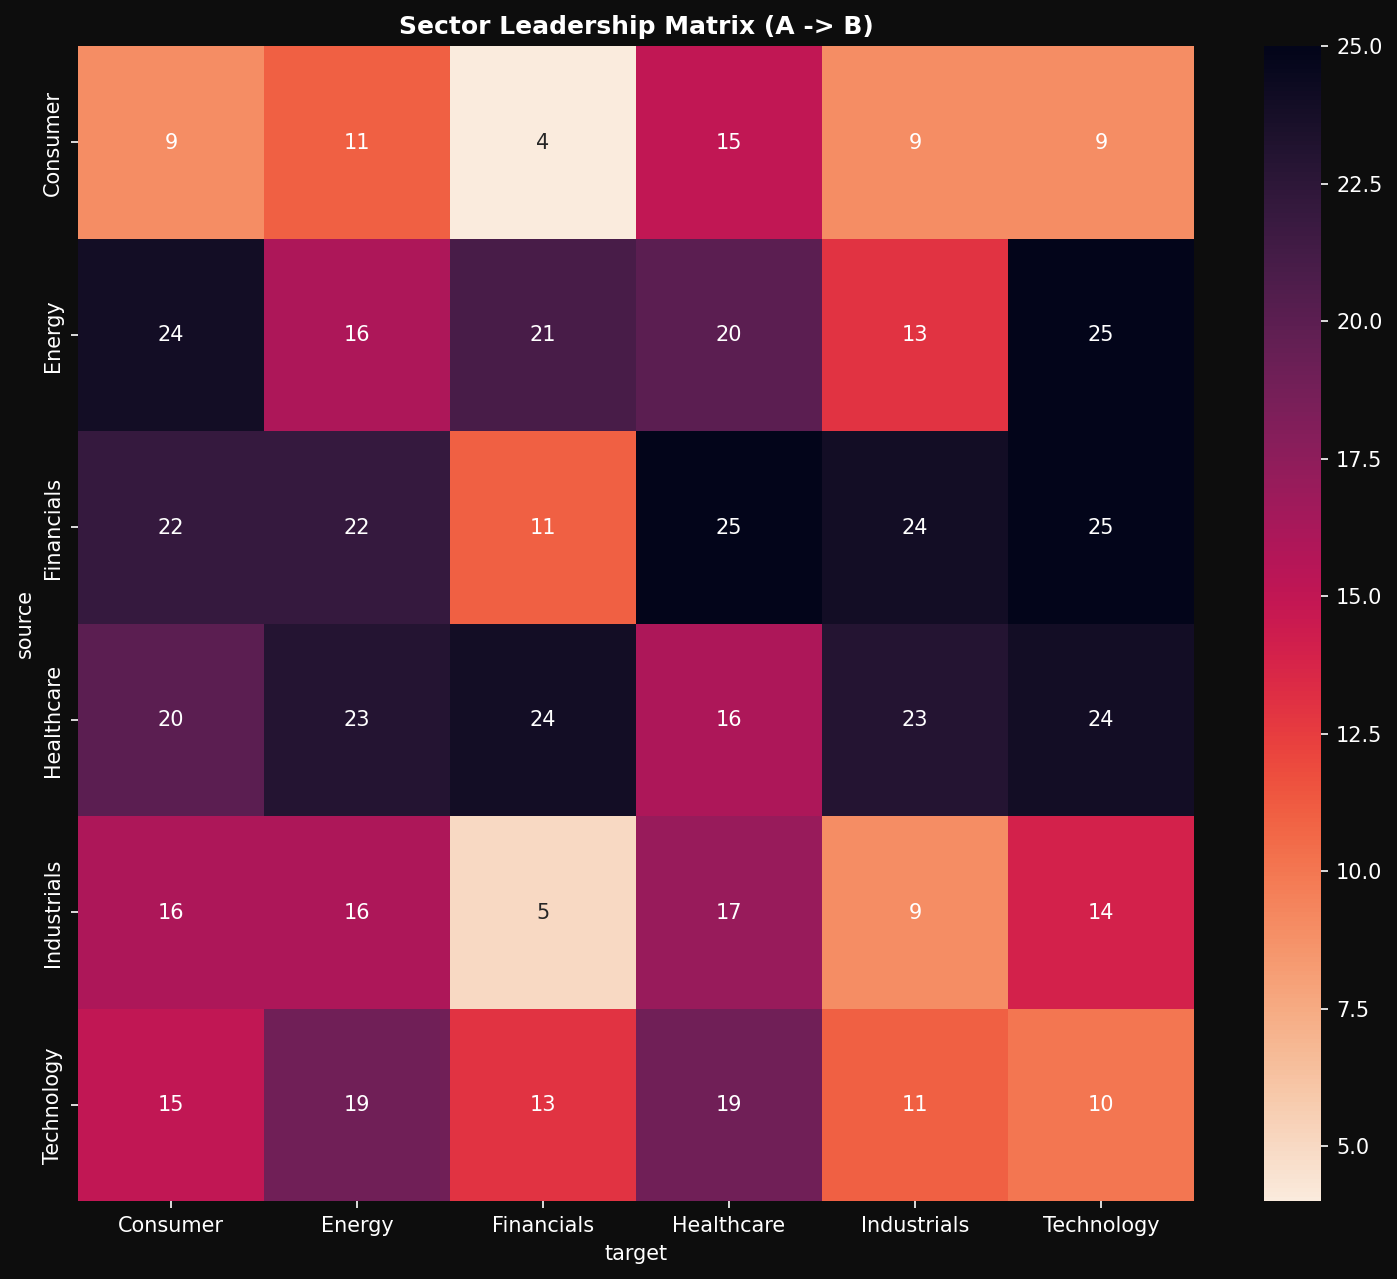 Sector Leadership Matrix (A -> B)
source
Consumer 9 11 4 15 9 9
Energy 24 16 21 20 13 25
Financials 22 22 11 25 24 25
Healthcare 20 23 24 16 23 24
Industrials 16 16 5 17 9 14
Technology 15 19 13 19 11 10
Consumer Energy Financials Healthcare Industrials Technology
target
25.0
22.5
20.0
17.5
15.0
12.5
10.0
7.5
5.0